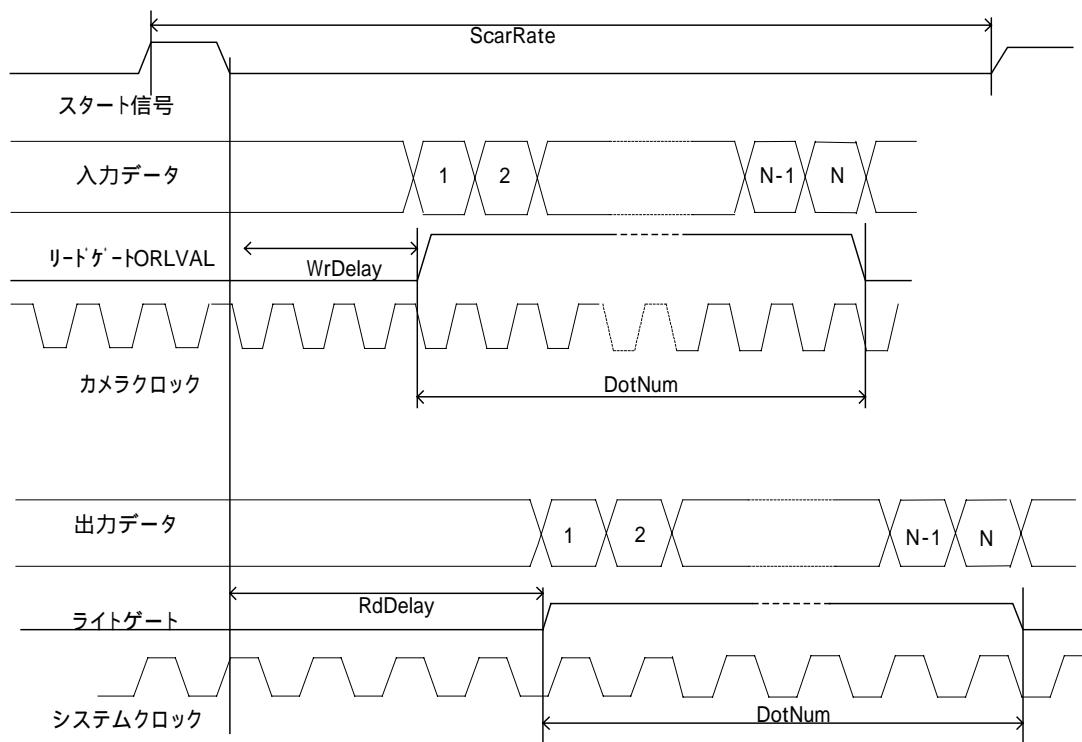 ScarRate
スタート信号
入力データ
1 2 N-1 N
ﾘｰﾄﾞｹﾞｰﾄORLVAL
WrDelay
カメラクロック
DotNum
出力データ
1 2 N-1 N
RdDelay
ライトゲート
システムクロック
DotNum